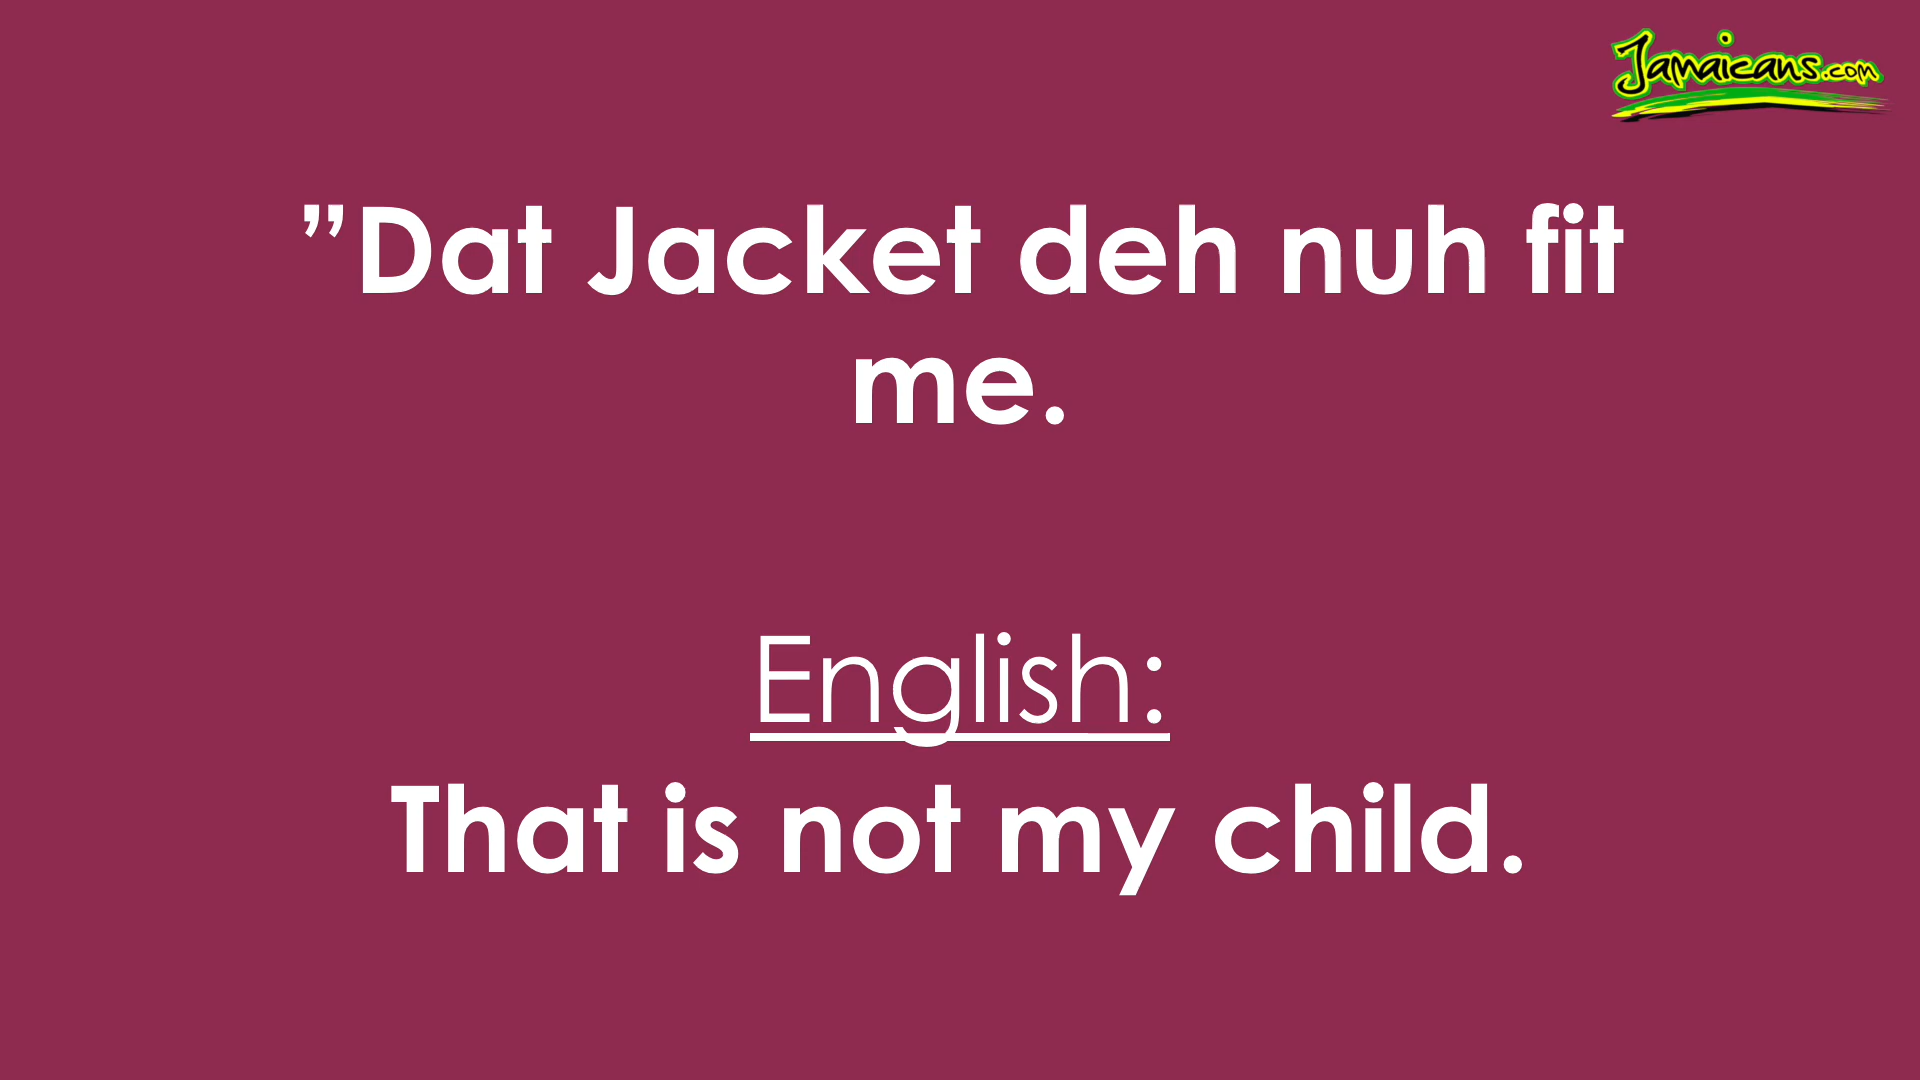 Jamaicans.com
”Dat Jacket deh nuh fit
me.
English:
That is not my child.